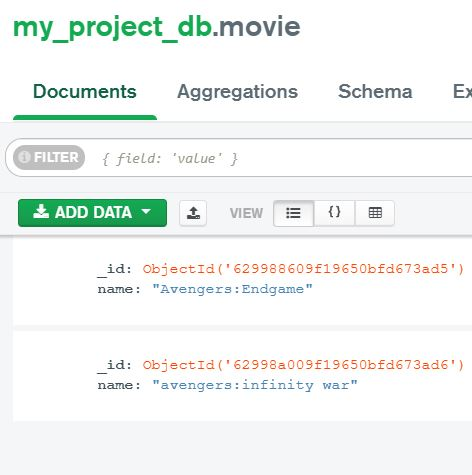 my_project_db.movie
Documents Aggregations Schema Ex
FILTER { field: 'value' }
ADD DATA VIEW {}
_id: ObjectId('629988609f19650bfd673ad5')
name: "Avengers:Endgame"
_id: ObjectId('62998a009f19650bfd673ad6')
name: "avengers:infinity war"